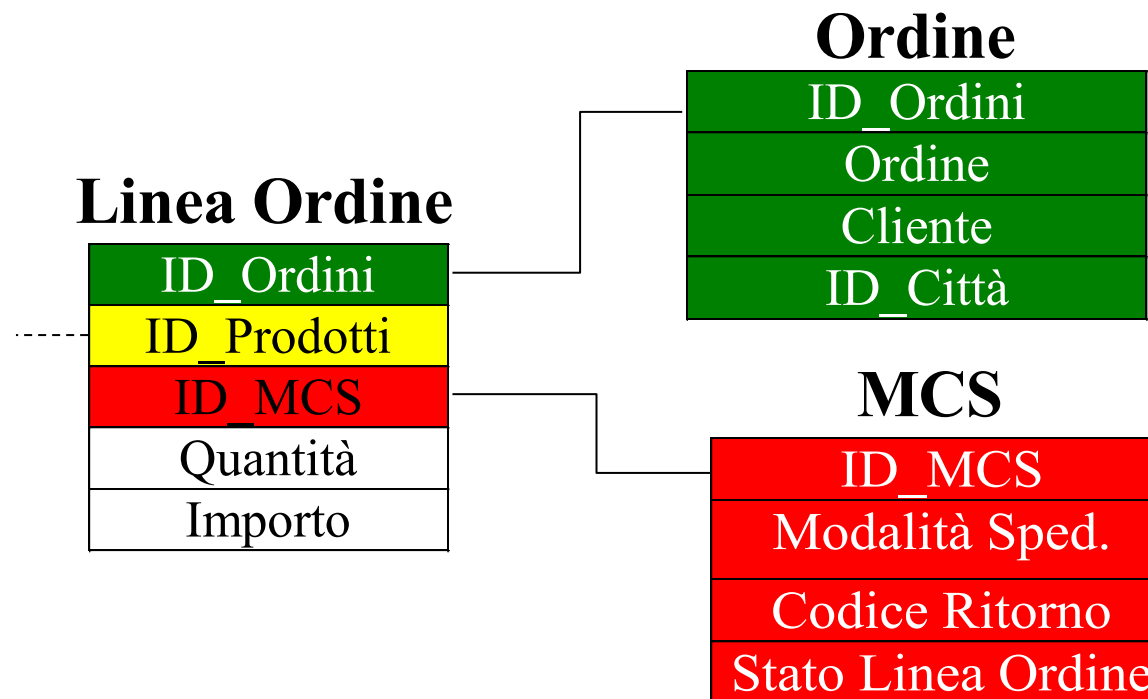 Ordine
ID_Ordini
Ordine
Cliente
ID_Città
Linea Ordine
ID_Ordini
ID_Prodotti
ID_MCS
Quantità
Importo
MCS
ID_MCS
Modalità Sped.
Codice Ritorno
Stato Linea Ordine